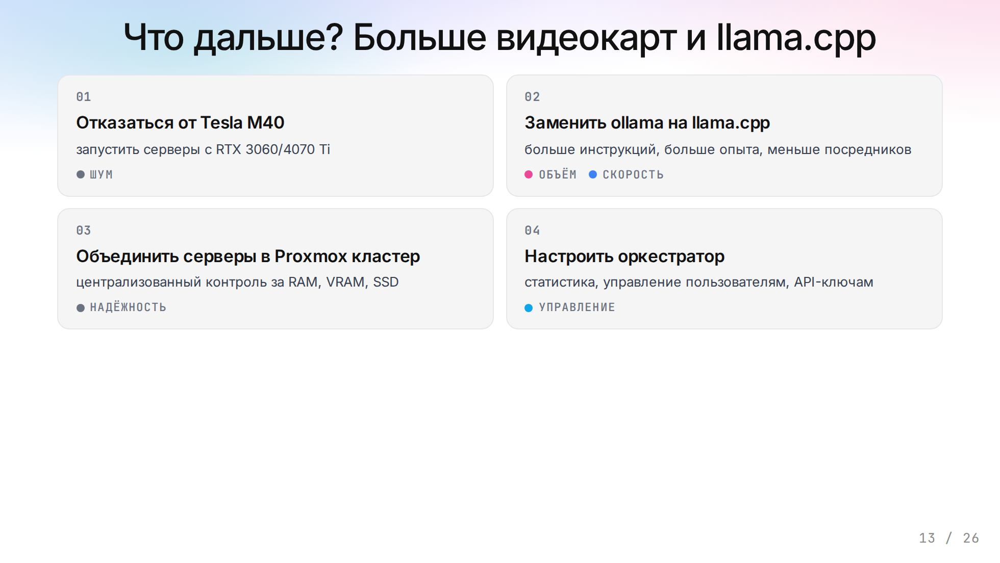 Что дальше? Больше видеокарт и llama.cpp
01
Отказаться от Tesla M40
запустить серверы с RTX 3060/4070 Ti
ШУМ
02
Заменить ollama на llama.cpp
больше инструкций, больше опыта, меньше посредников
ОБЪЁМ СКОРОСТЬ
03
Объединить серверы в Proxmox кластер
централизованный контроль за RAM, VRAM, SSD
НАДЁЖНОСТЬ
04
Настроить оркестратор
статистика, управление пользователям, API-ключам
УПРАВЛЕНИЕ
13 / 26